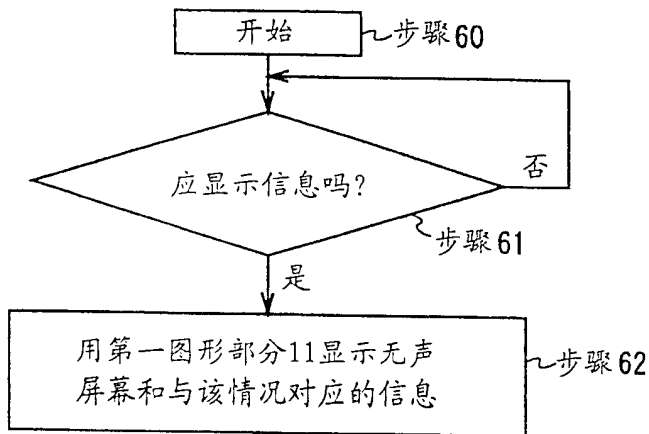 开始
步骤60
应显示信息吗?
否
步骤61
是
用第一图形部分11显示无声
屏幕和与该情况对应的信息
步骤62